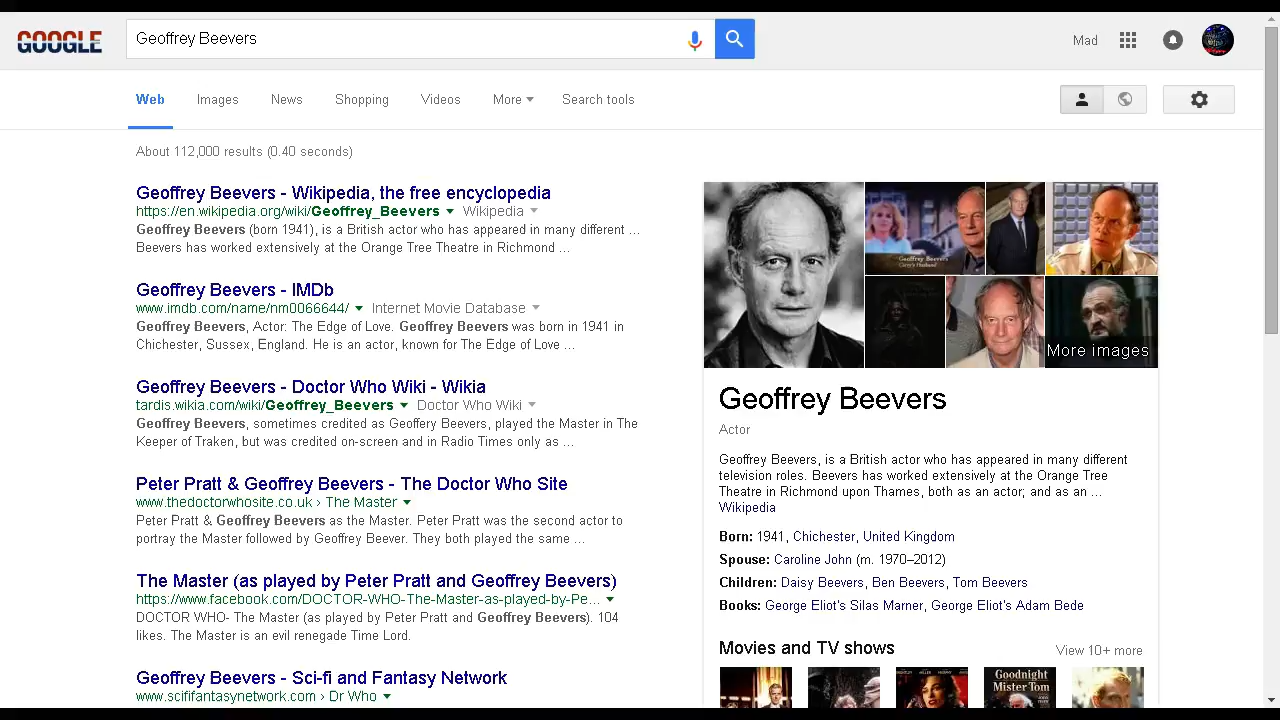 GOOGLE
Geoffrey Beevers
Mad
Web Images News Shopping Videos More Search tools
About 112,000 results (0.40 seconds)
Geoffrey Beevers - Wikipedia, the free encyclopedia
https://en.wikipedia.org/wiki/Geoffrey_Beevers Wikipedia
Geoffrey Beevers (born 1941), is a British actor who has appeared in many different ...
Beevers has worked extensively at the Orange Tree Theatre in Richmond ...
Geoffrey Beevers - IMDb
www.imdb.com/name/nm0066644/ Internet Movie Database
Geoffrey Beevers, Actor: The Edge of Love. Geoffrey Beevers was born in 1941 in
Chichester, Sussex, England. He is an actor, known for The Edge of Love ...
Geoffrey Beevers - Doctor Who Wiki - Wikia
tardis.wikia.com/wiki/Geoffrey_Beevers Doctor Who Wiki
Geoffrey Beevers, sometimes credited as Geoffery Beevers, played the Master in The
Keeper of Traken, but was credited on-screen and in Radio Times only as ...
Peter Pratt & Geoffrey Beevers - The Doctor Who Site
www.thedoctorwhosite.co.uk › The Master
Peter Pratt & Geoffrey Beevers as the Master. Peter Pratt was the second actor to
portray the Master followed by Geoffrey Beever. They both played the same ...
The Master (as played by Peter Pratt and Geoffrey Beevers)
https://www.facebook.com/DOCTOR-WHO-The-Master-as-played-by-Pe...
DOCTOR WHO- The Master (as played by Peter Pratt and Geoffrey Beevers). 104
likes. The Master is an evil renegade Time Lord.
Geoffrey Beevers - Sci-fi and Fantasy Network
www.scififantasynetwork.com › Dr Who
Geoffrey Beevers
Carry's Husband
More images
Geoffrey Beevers
Actor
Geoffrey Beevers, is a British actor who has appeared in many different
television roles. Beevers has worked extensively at the Orange Tree
Theatre in Richmond upon Thames, both as an actor, and as an ...
Wikipedia
Born: 1941, Chichester, United Kingdom
Spouse: Caroline John (m. 1970–2012)
Children: Daisy Beevers, Ben Beevers, Tom Beevers
Books: George Eliot's Silas Marner, George Eliot's Adam Bede
Movies and TV shows View 10+ more
Goodnight
Mister Tom